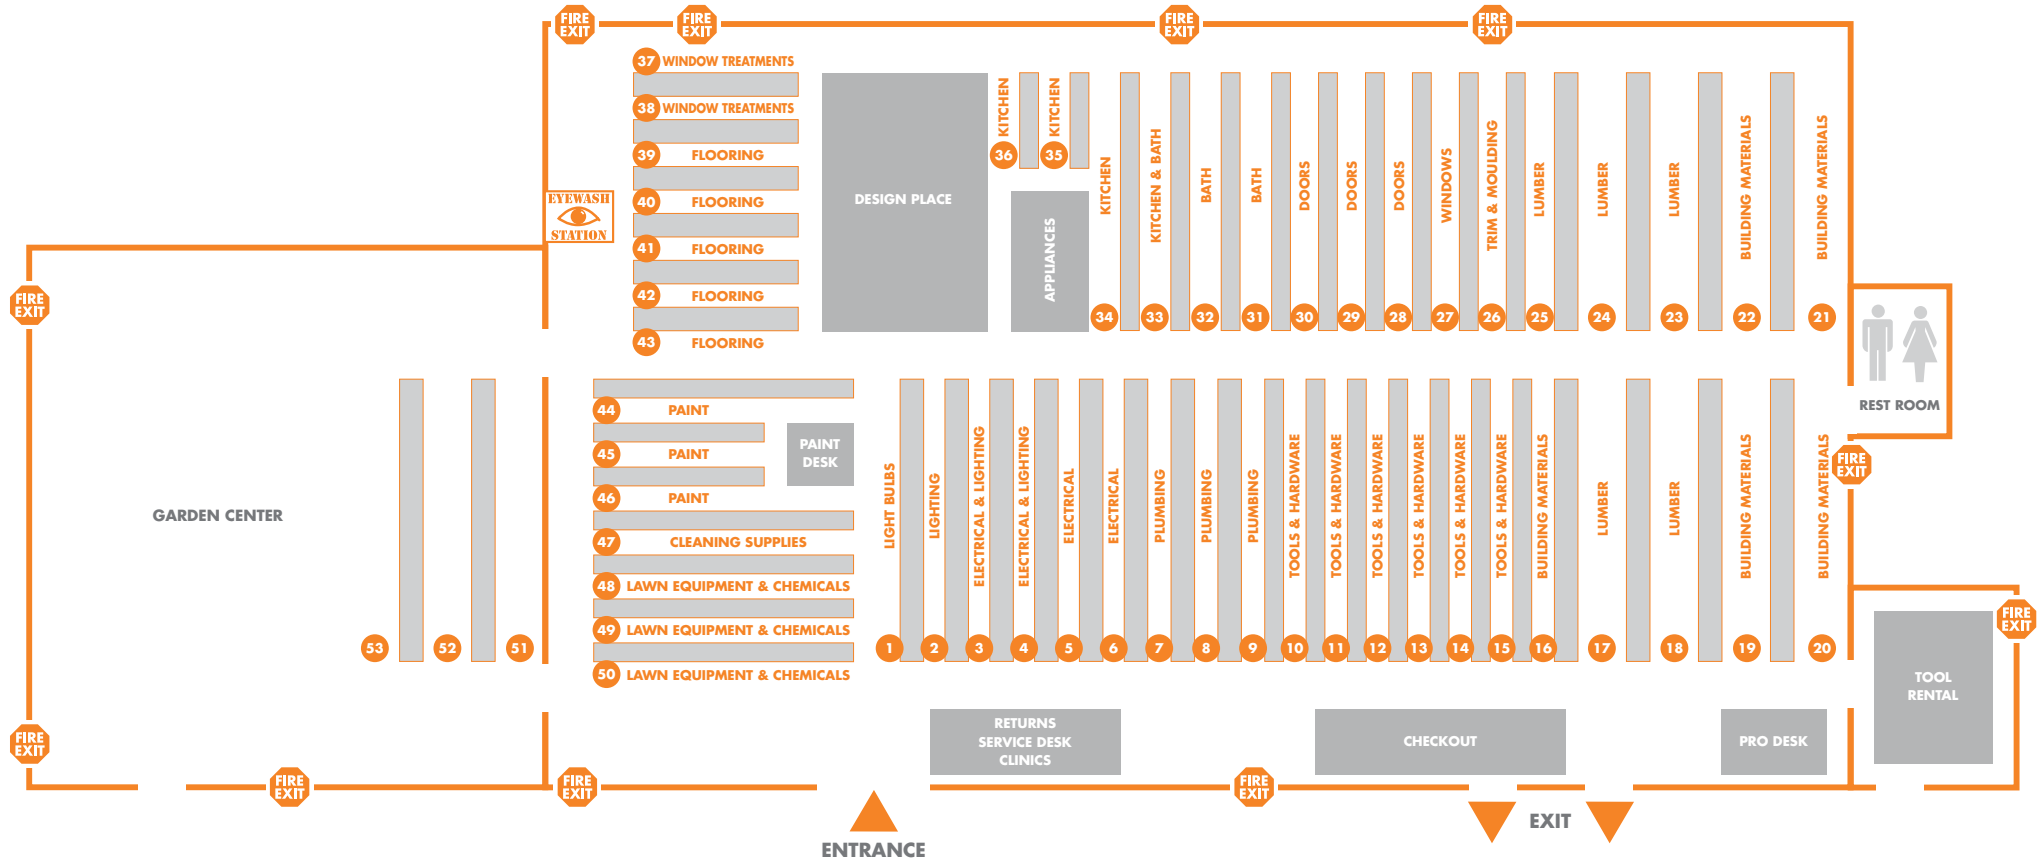 FIRE
EXIT
FIRE
EXIT
FIRE
EXIT
FIRE
EXIT
37 WINDOW TREATMENTS
38 WINDOW TREATMENTS
39 FLOORING
40 FLOORING
41 FLOORING
42 FLOORING
43 FLOORING
EYEWASH
STATION
DESIGN PLACE
KITCHEN
36
KITCHEN
35
APPLIANCES
KITCHEN
34
KITCHEN & BATH
33
BATH
32
BATH
31
DOORS
30
DOORS
29
DOORS
28
WINDOWS
27
TRIM & MOULDING
26
LUMBER
25
LUMBER
24
LUMBER
23
BUILDING MATERIALS
22
BUILDING MATERIALS
21
REST ROOM
FIRE
EXIT
FIRE
EXIT
GARDEN CENTER
53
52
51
44 PAINT
45 PAINT
46 PAINT
47 CLEANING SUPPLIES
48 LAWN EQUIPMENT & CHEMICALS
49 LAWN EQUIPMENT & CHEMICALS
50 LAWN EQUIPMENT & CHEMICALS
PAINT
DESK
LIGHT BULBS
1
LIGHTING
2
ELECTRICAL & LIGHTING
3
ELECTRICAL & LIGHTING
4
ELECTRICAL
5
ELECTRICAL
6
PLUMBING
7
PLUMBING
8
PLUMBING
9
TOOLS & HARDWARE
10
TOOLS & HARDWARE
11
TOOLS & HARDWARE
12
TOOLS & HARDWARE
13
TOOLS & HARDWARE
14
TOOLS & HARDWARE
15
BUILDING MATERIALS
16
LUMBER
17
LUMBER
18
BUILDING MATERIALS
19
BUILDING MATERIALS
20
FIRE
EXIT
TOOL
RENTAL
FIRE
EXIT
RETURNS
SERVICE DESK
CLINICS
CHECKOUT
PRO DESK
FIRE
EXIT
FIRE
EXIT
FIRE
EXIT
ENTRANCE
EXIT